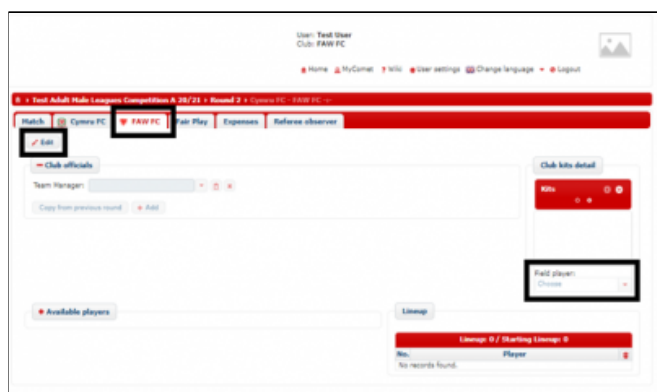 User: Test User
Club: FAW FC
Home MyComet Wiki User settings Change language Logout
Test Adult Male Leagues Competition A 20/21 Round 2 Cymru FC - FAW FC
Match Cymru FC FAW FC Fair Play Expenses Referee observer
Edit
Club officials
Team Manager:
Copy from previous round Add
Club kits detail
Kits
Field player:
Choose
Available players
Lineup
Lineup: 0 / Starting Lineup: 0
No. Player
No records found.